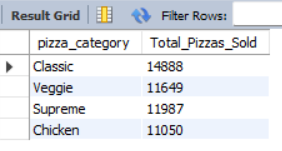 Result Grid Filter Rows:
pizza_category Total_Pizzas_Sold
Classic 14888
Veggie 11649
Supreme 11987
Chicken 11050